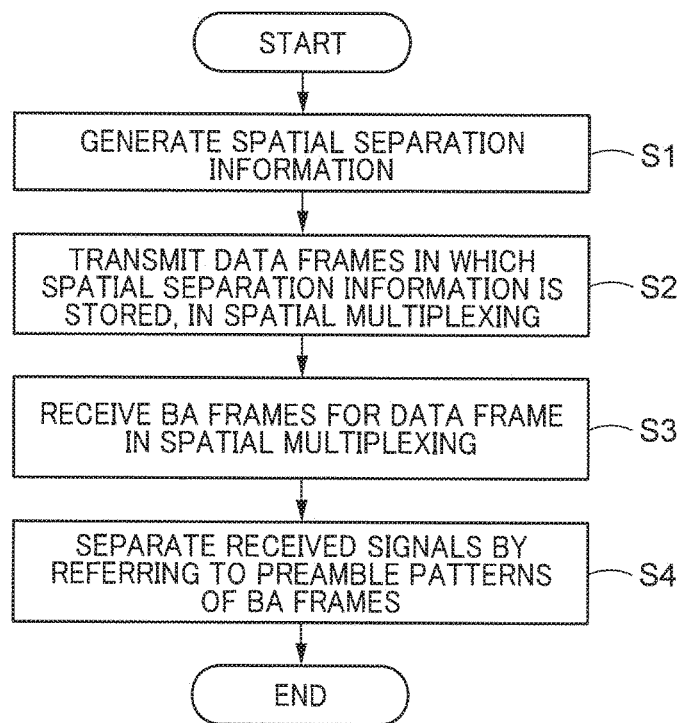 START
GENERATE SPATIAL SEPARATION
INFORMATION
S1
TRANSMIT DATA FRAMES IN WHICH
SPATIAL SEPARATION INFORMATION IS
STORED, IN SPATIAL MULTIPLEXING
S2
RECEIVE BA FRAMES FOR DATA FRAME
IN SPATIAL MULTIPLEXING
S3
SEPARATE RECEIVED SIGNALS BY
REFERRING TO PREAMBLE PATTERNS
OF BA FRAMES
S4
END